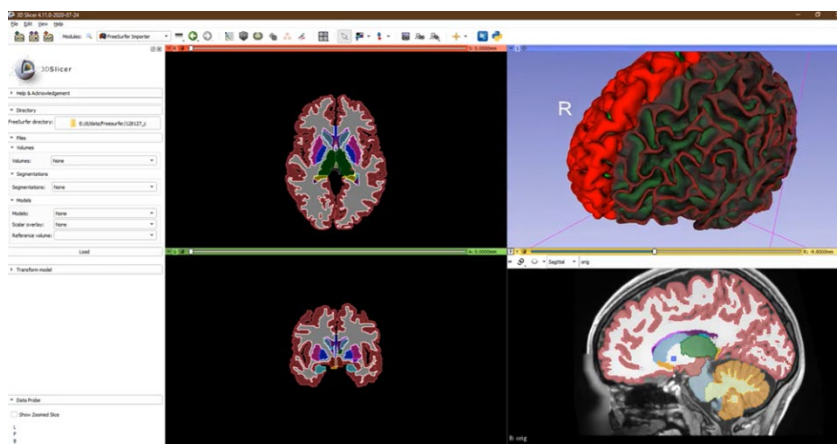 3D Slicer 4.11.0-2020-07-24
File Edit View Help
Modules: FreeSurfer Importer
3DSlicer
Help & Acknowledgement
Directory
FreeSurfer directory:
Files
Volumes
Volumes: None
Segmentations
Segmentations: None
Models
Models: None
Scalar overlay: None
Reference volume:
Load
Transform model
Data Probe
Show Zoomed Slice
L
F
B
R
Sagittal orig
B: orig